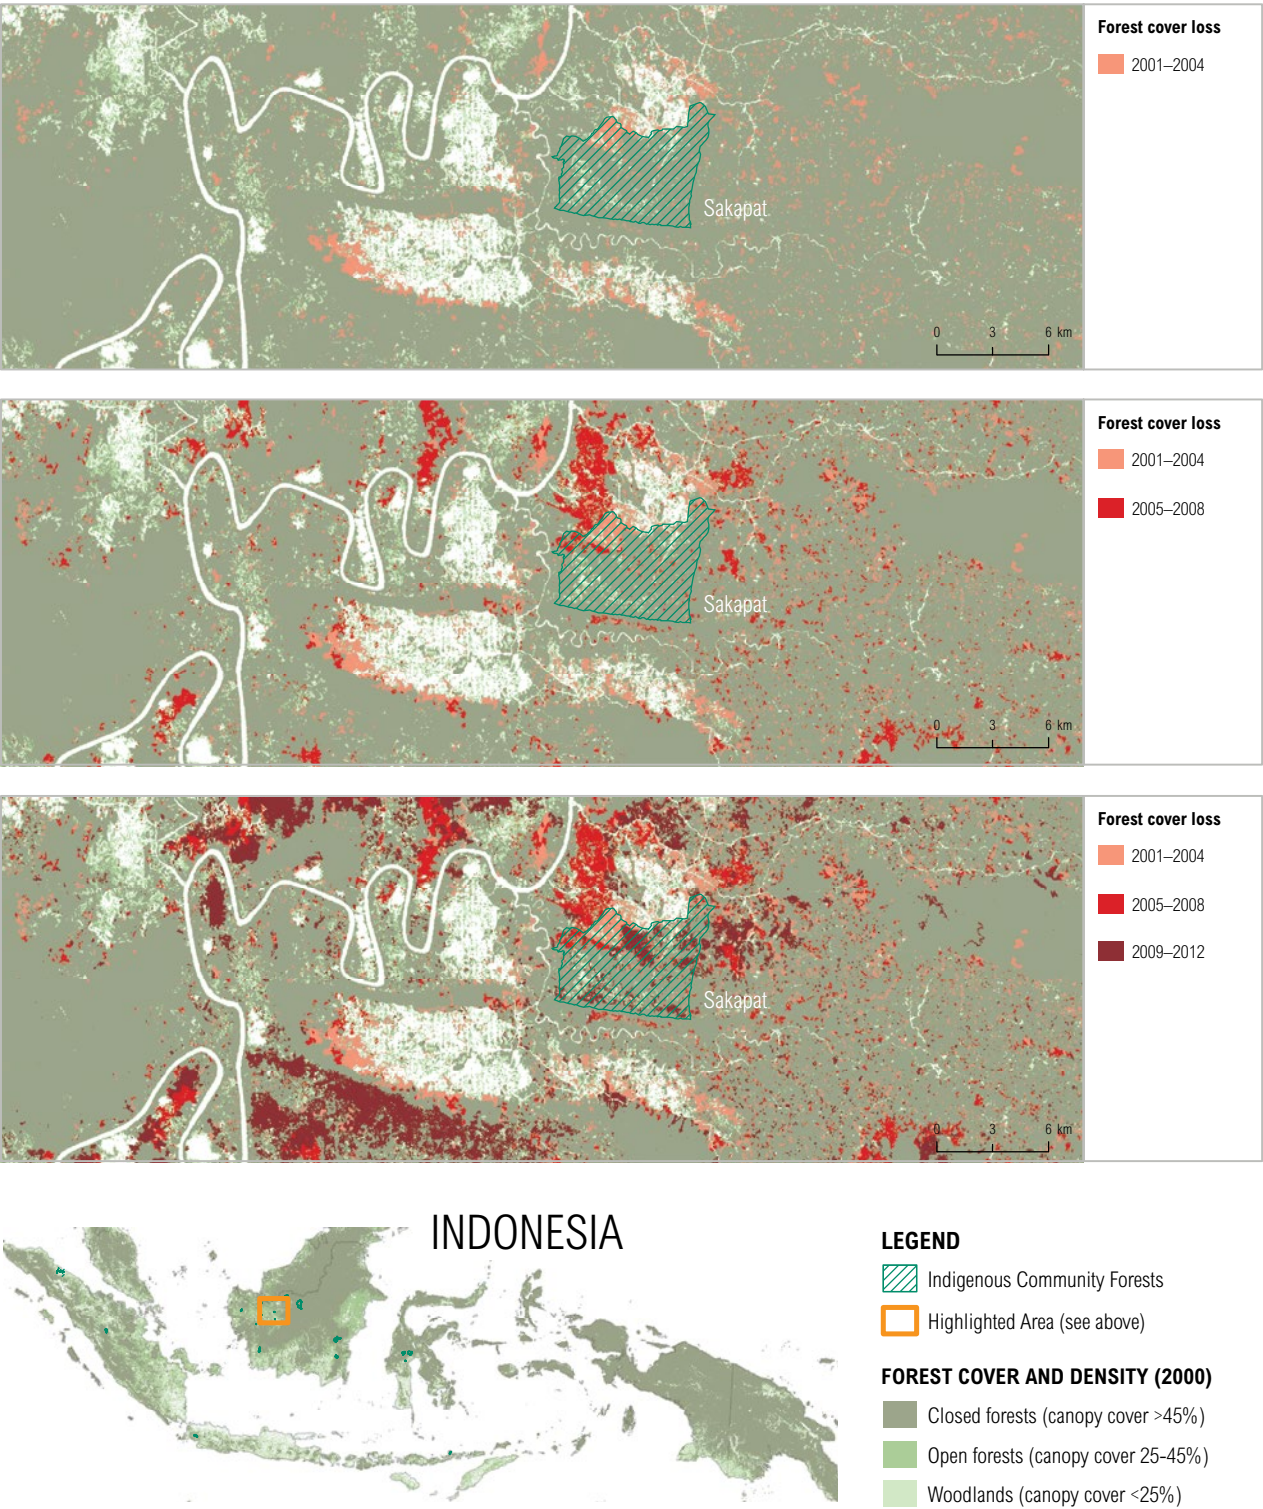 Forest cover loss
2001–2004
Sakapat
0 3 6 km
Forest cover loss
2001–2004
2005–2008
Sakapat
0 3 6 km
Forest cover loss
2001–2004
2005–2008
2009–2012
Sakapat
0 3 6 km
INDONESIA
LEGEND
Indigenous Community Forests
Highlighted Area (see above)
FOREST COVER AND DENSITY (2000)
Closed forests (canopy cover >45%)
Open forests (canopy cover 25-45%)
Woodlands (canopy cover <25%)